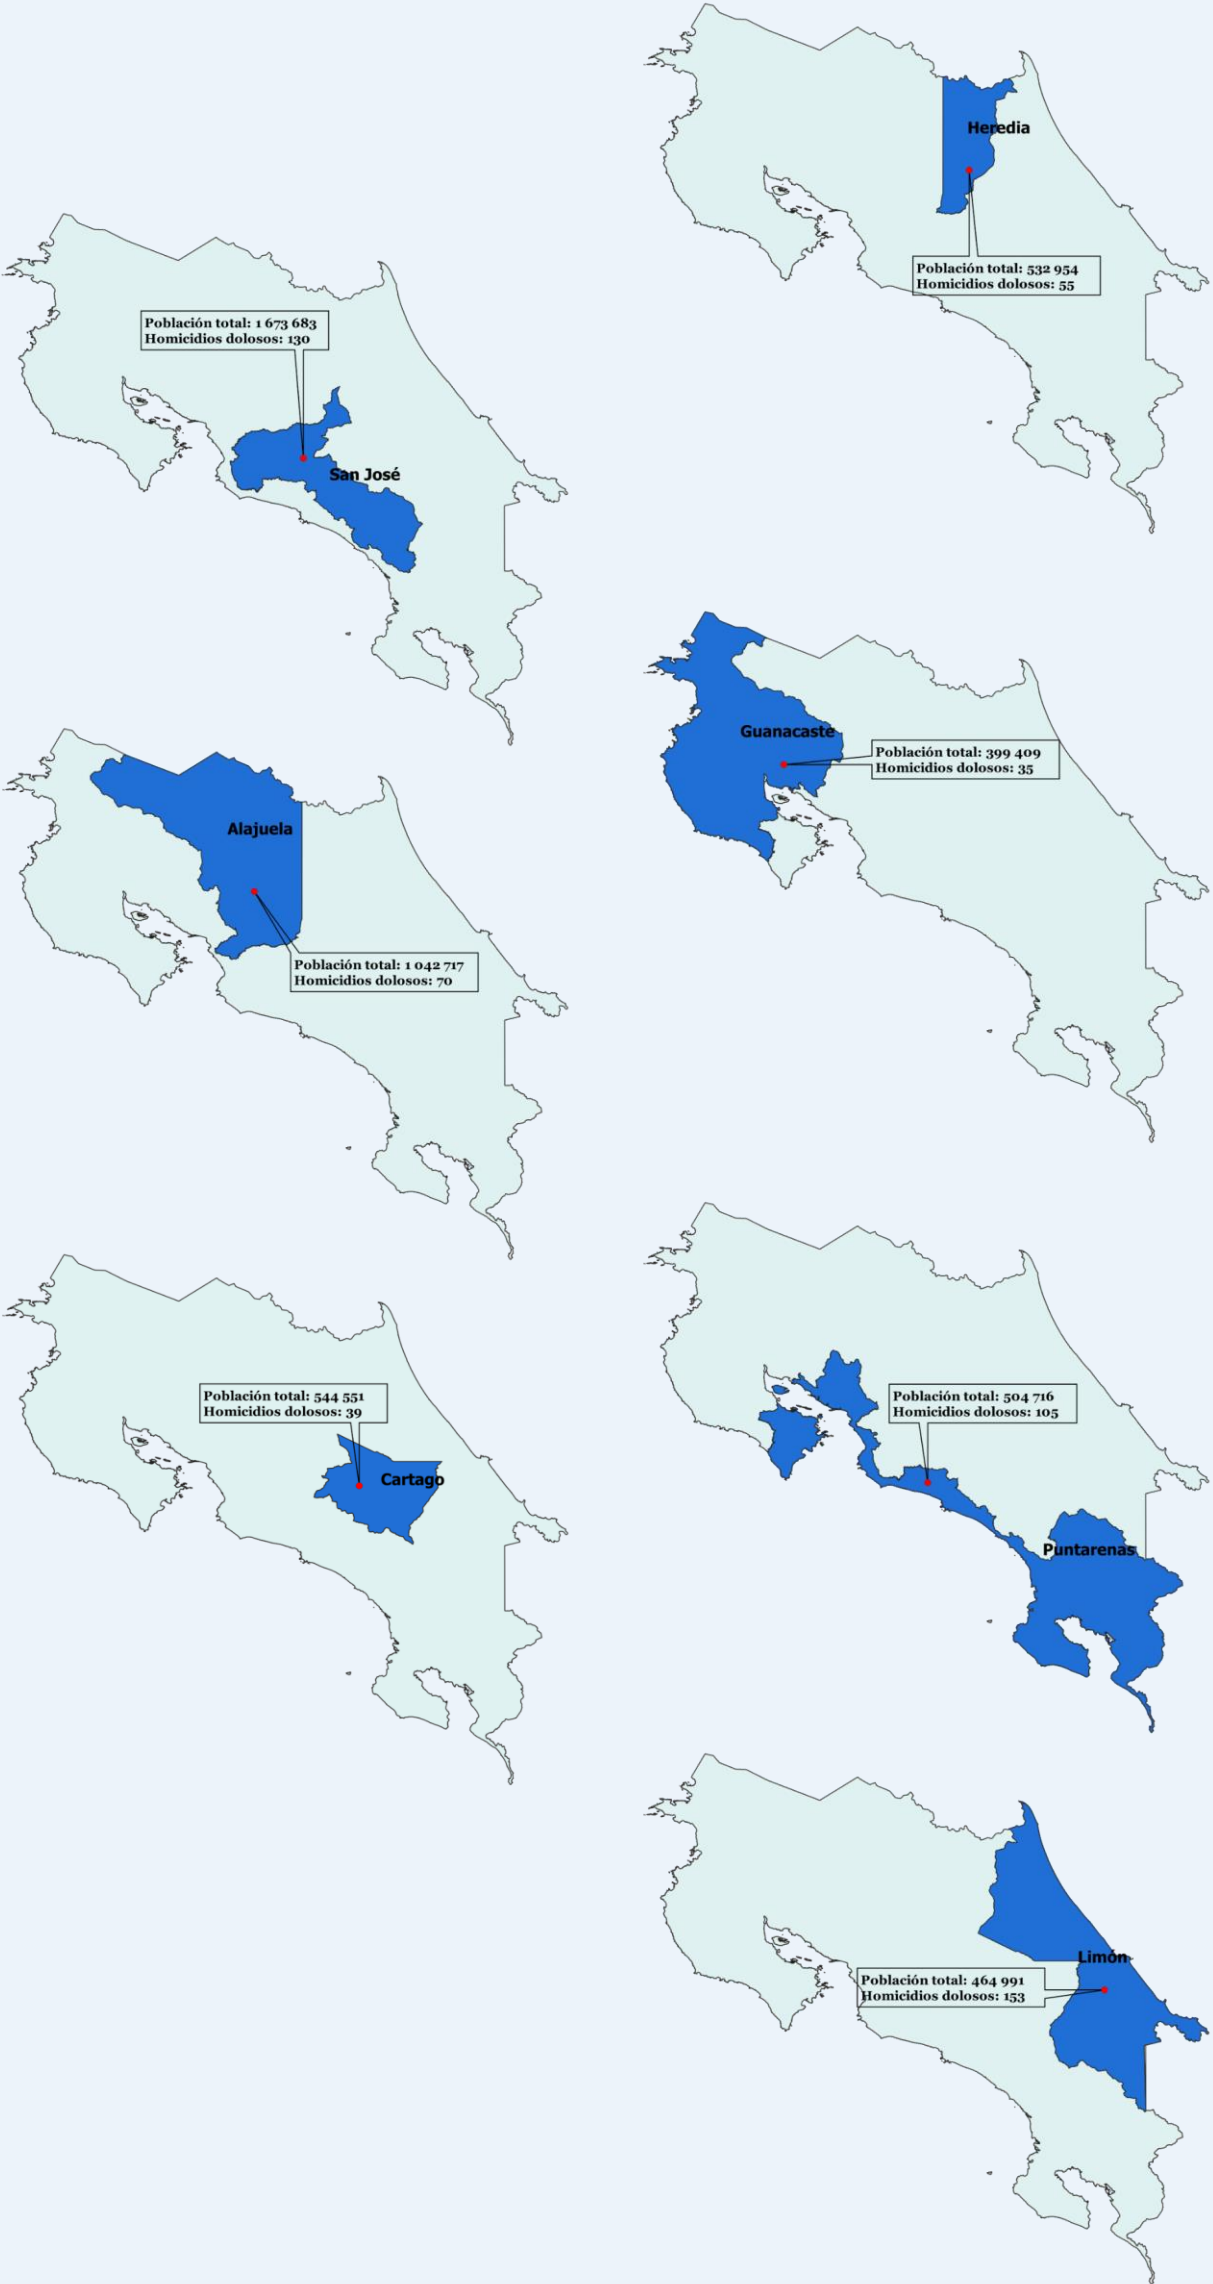 Heredia
Población total: 532 954
Homicidios dolosos: 55
Población total: 1 673 683
Homicidios dolosos: 130
San José
Guanacaste
Población total: 399 409
Homicidios dolosos: 35
Alajuela
Población total: 1 042 717
Homicidios dolosos: 70
Población total: 544 551
Homicidios dolosos: 39
Cartago
Población total: 504 716
Homicidios dolosos: 105
Puntarenas
Limón
Población total: 464 991
Homicidios dolosos: 153